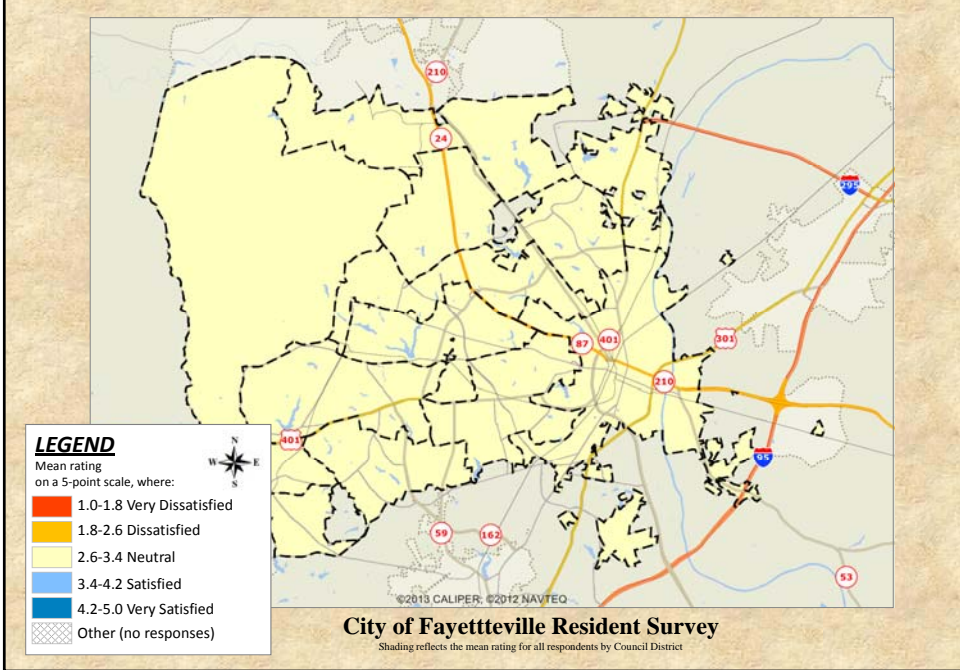 210
24
295
87
401
301
210
401
95
59
162
53
©2013 CALIPER; ©2012 NAVTEQ
LEGEND
Mean rating
on a 5-point scale, where:
N
W E
S
1.0-1.8 Very Dissatisfied
1.8-2.6 Dissatisfied
2.6-3.4 Neutral
3.4-4.2 Satisfied
4.2-5.0 Very Satisfied
Other (no responses)
City of Fayettteville Resident Survey
Shading reflects the mean rating for all respondents by Council District